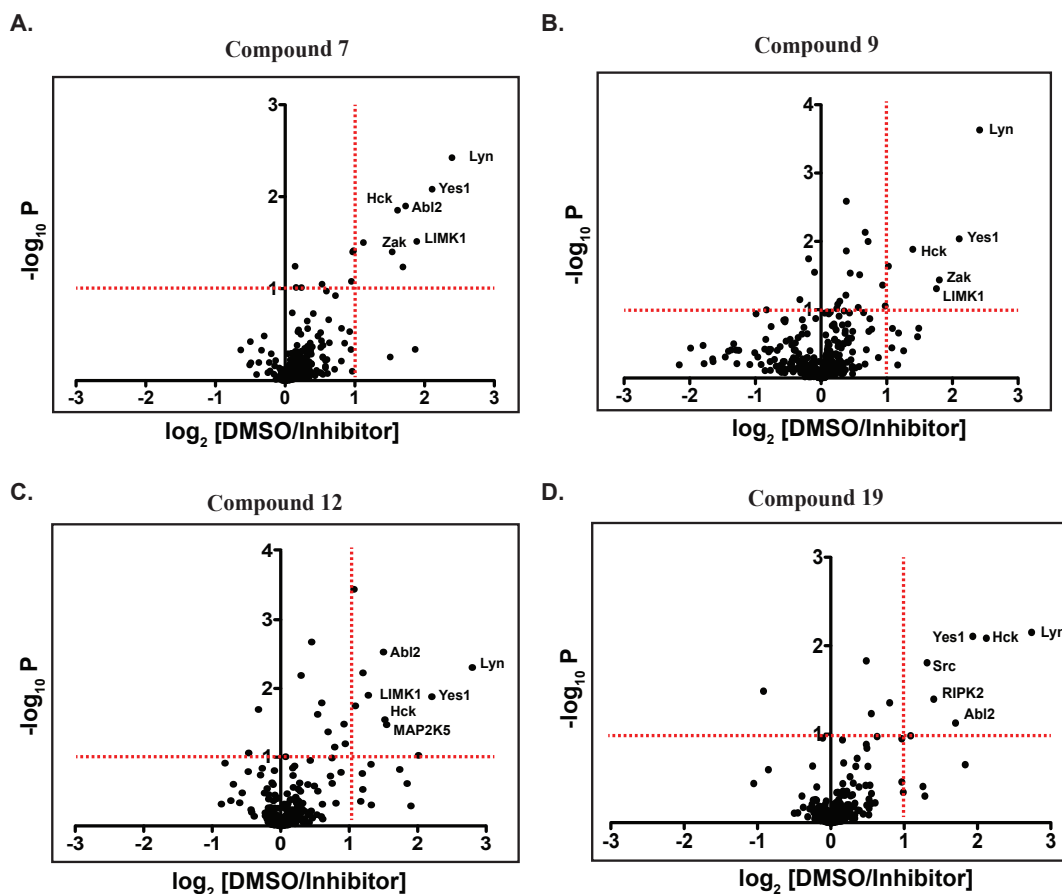 A.
Compound 7
-log10 P
3
2
1
0
Lyn
Yes1
Hck
Abl2
LIMK1
Zak
-3 -2 -1 0 1 2 3
log2 [DMSO/Inhibitor]
B.
Compound 9
-log10 P
4
3
2
1
Lyn
Yes1
Hck
Zak
LIMK1
-3 -2 -1 0 1 2 3
log2 [DMSO/Inhibitor]
C.
Compound 12
-log10 P
4
3
2
1
Abl2
Lyn
LIMK1
Yes1
Hck
MAP2K5
-3 -2 -1 0 1 2 3
log2 [DMSO/Inhibitor]
D.
Compound 19
-log10 P
3
2
1
Yes1
Hck
Lyn
Src
RIPK2
Abl2
-3 -2 -1 0 1 2 3
log2 [DMSO/Inhibitor]